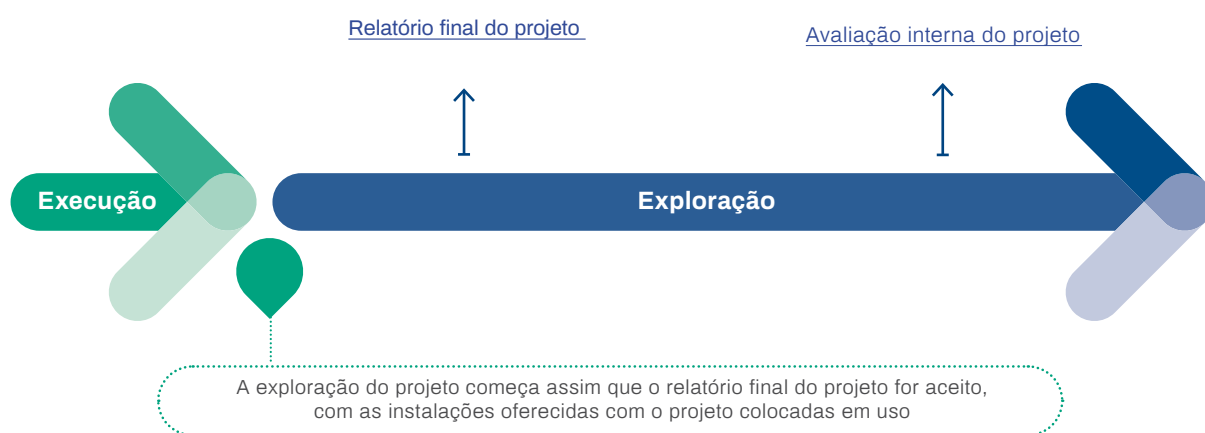 Relatório final do projeto
Avaliação interna do projeto
Execução
Exploração
A exploração do projeto começa assim que o relatório final do projeto for aceito,
com as instalações oferecidas com o projeto colocadas em uso